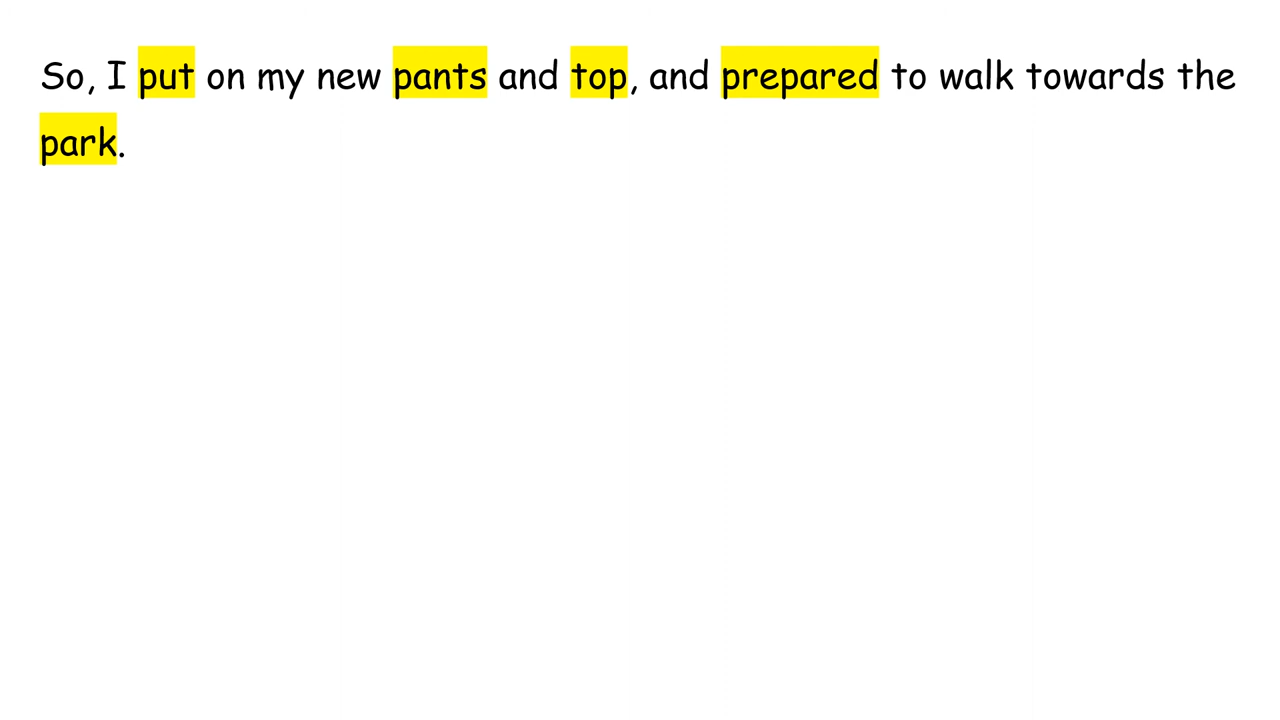 So, I put on my new pants and top, and prepared to walk towards the
park.